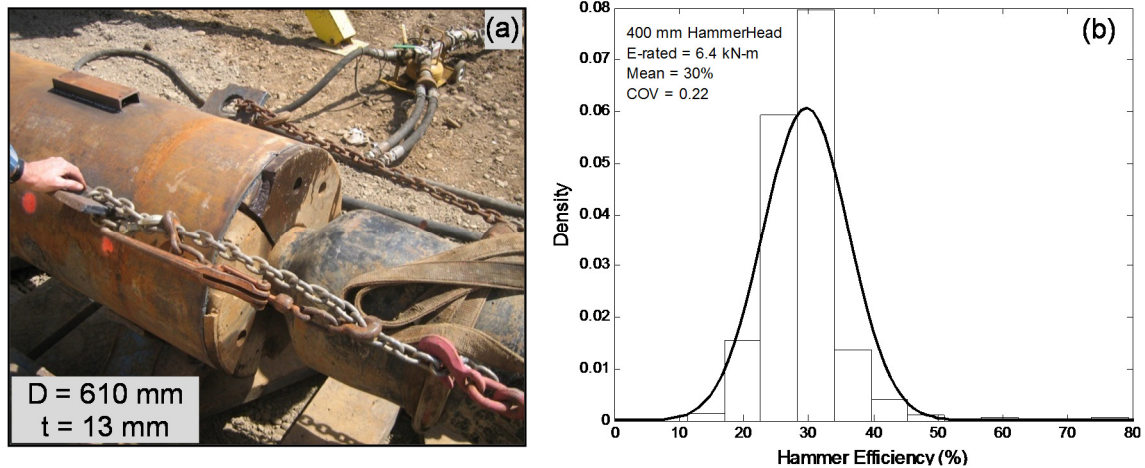 (a)
D = 610 mm
t = 13 mm
(b)
400 mm HammerHead
E-rated = 6.4 kN-m
Mean = 30%
COV = 0.22
0.08
0.07
0.06
0.05
0.04
0.03
0.02
0.01
0
Density
0 10 20 30 40 50 60 70 80
Hammer Efficiency (%)